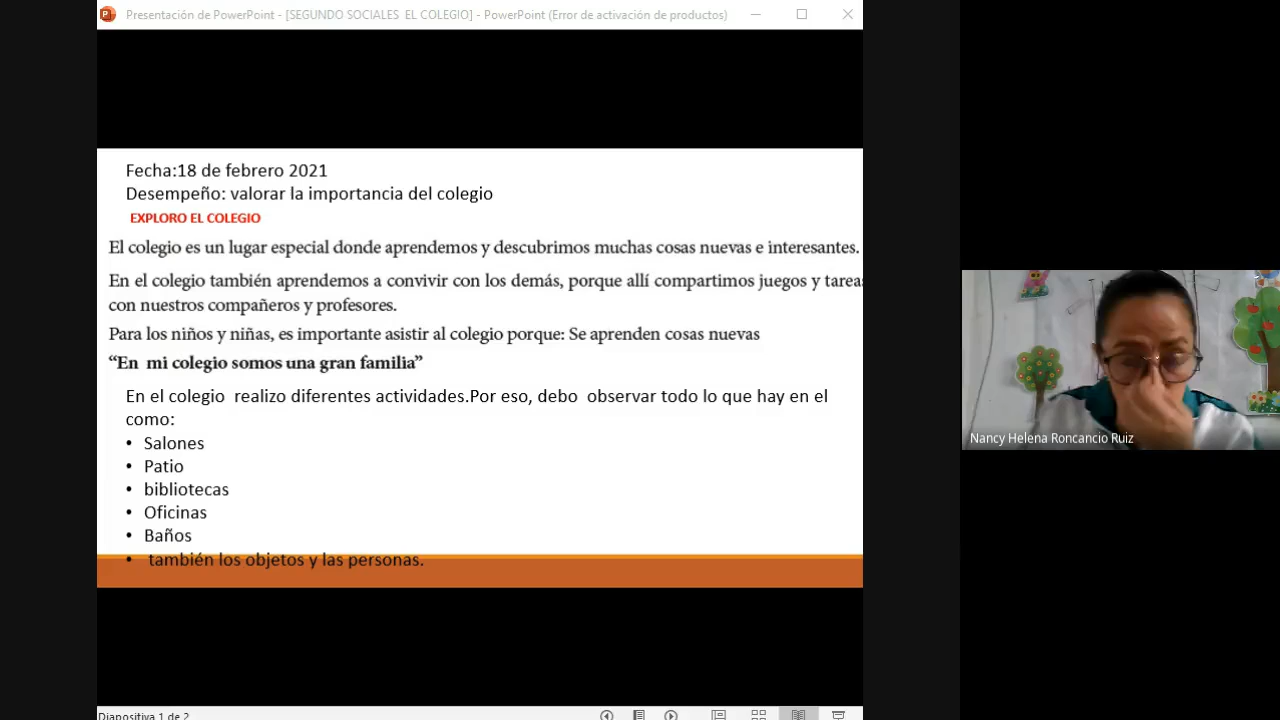 Presentación de PowerPoint - [SEGUNDO SOCIALES  EL COLEGIO] - PowerPoint (Error de activación de productos)
Fecha:18 de febrero 2021
Desempeño: valorar la importancia del colegio
EXPLORO EL COLEGIO
El colegio es un lugar especial donde aprendemos y descubrimos muchas cosas nuevas e interesantes.
En el colegio también aprendemos a convivir con los demás, porque allí compartimos juegos y tareas
con nuestros compañeros y profesores.
Para los niños y niñas, es importante asistir al colegio porque: Se aprenden cosas nuevas
“En  mi colegio somos una gran familia”
En el colegio  realizo diferentes actividades.Por eso, debo  observar todo lo que hay en el
como:
• Salones
• Patio
• bibliotecas
• Oficinas
• Baños
• también los objetos y las personas.
Nancy Helena Roncancio Ruiz
Diapositiva 1 de 2